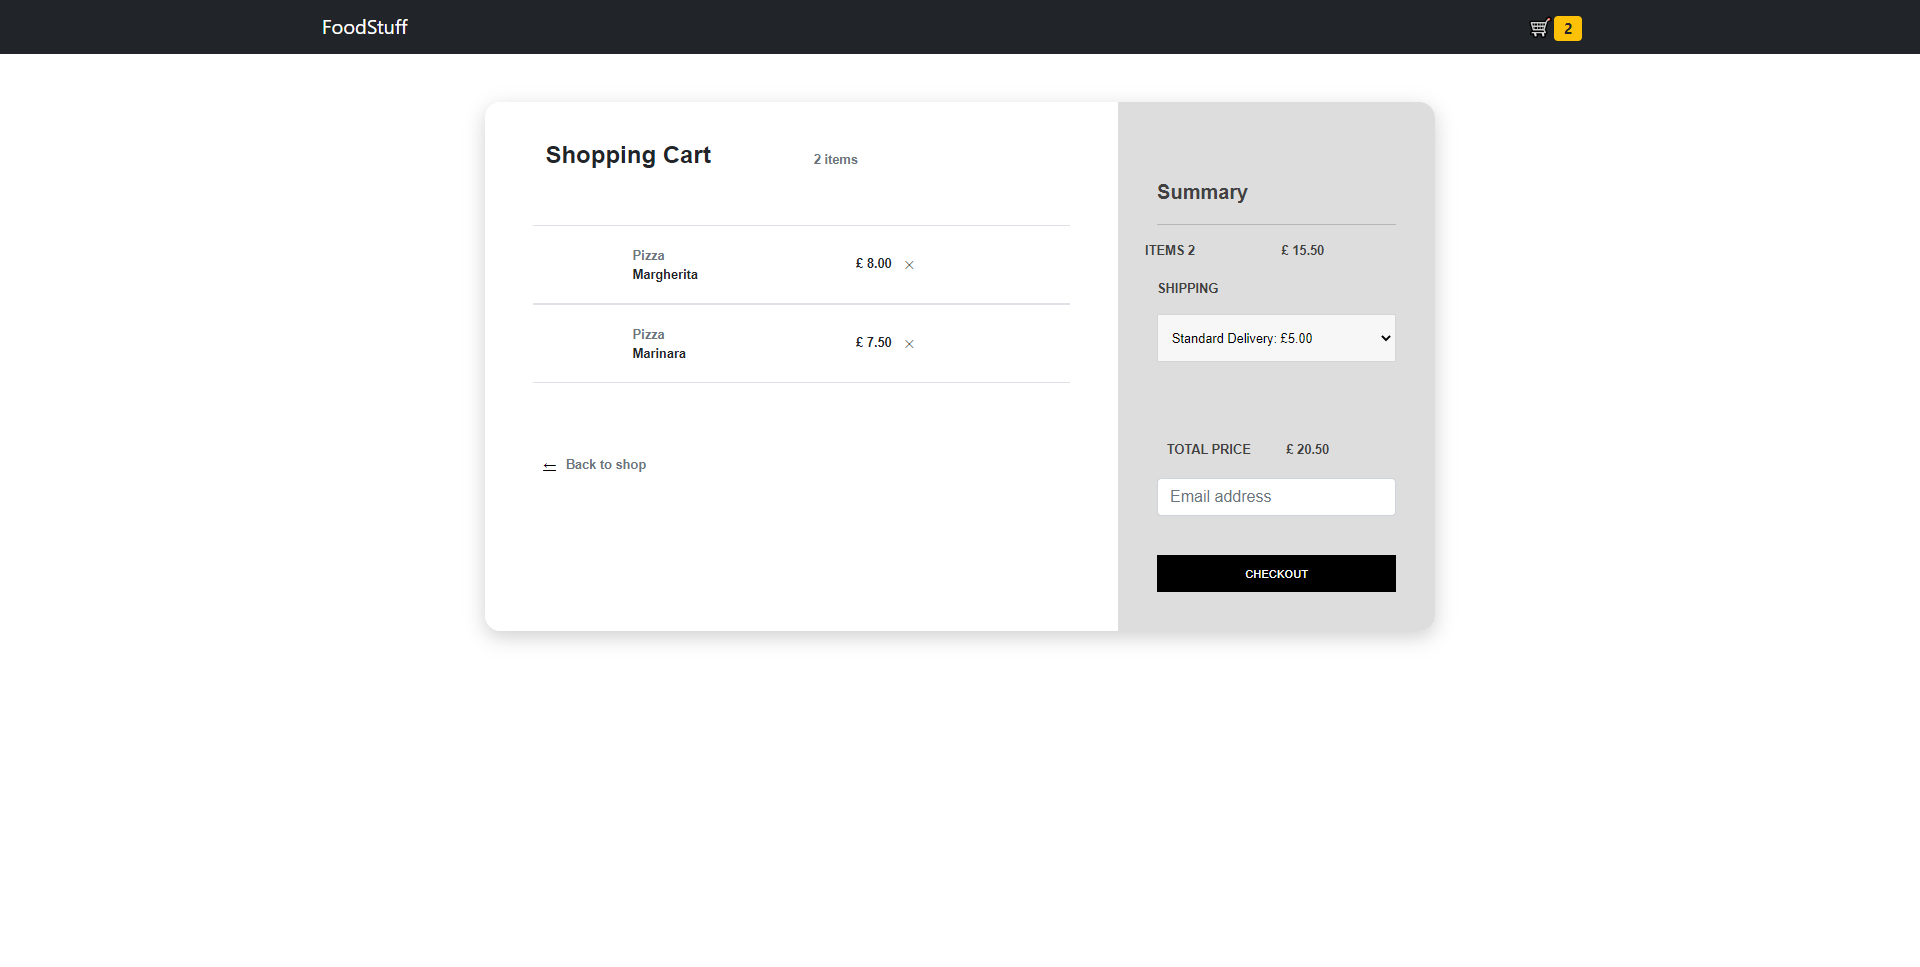 FoodStuff
2
Shopping Cart
2 items
Pizza
Margherita
£ 8.00
×
Pizza
Marinara
£ 7.50
×
← Back to shop
Summary
ITEMS 2
£ 15.50
SHIPPING
Standard Delivery: £5.00
TOTAL PRICE
£ 20.50
Email address
CHECKOUT